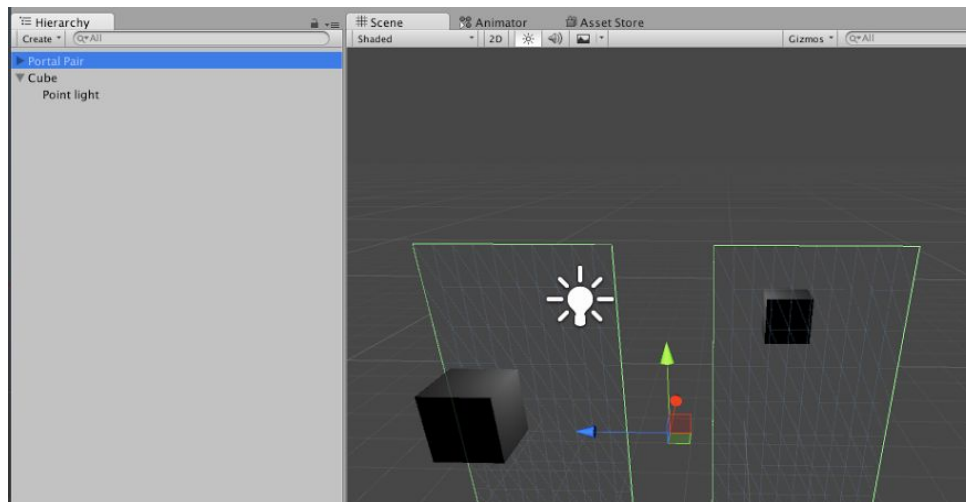 Hierarchy
Create All
Portal Pair
Cube
Point light
Scene Animator Asset Store
Shaded 2D Gizmos All